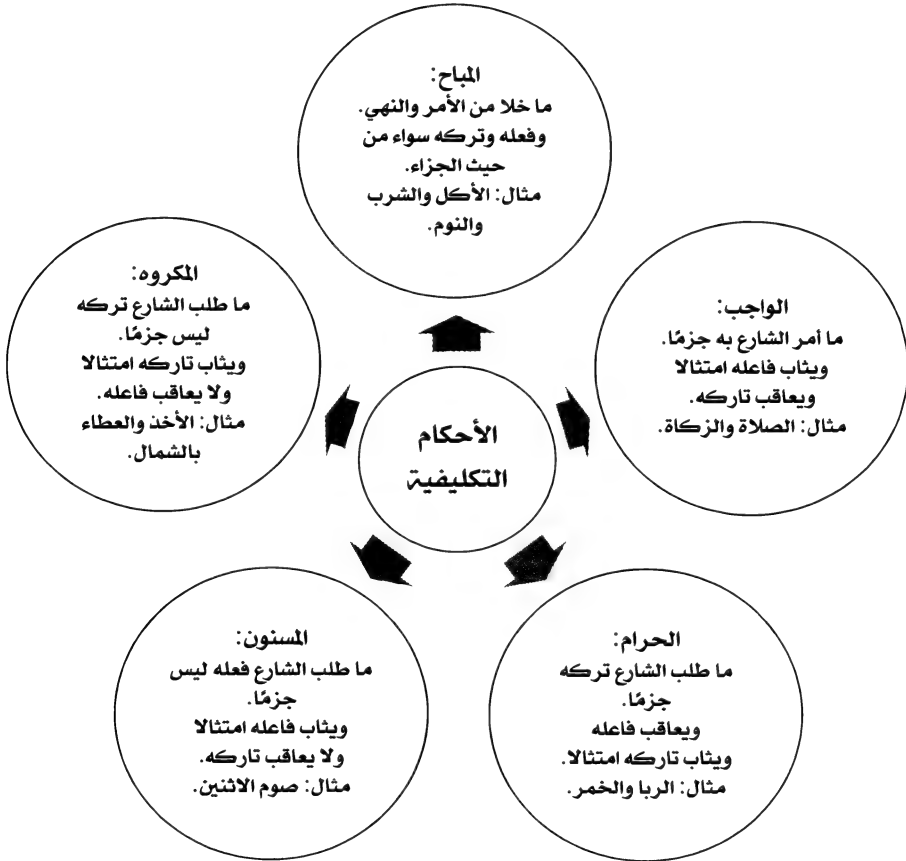 المباح:
ما خلا من الأمر والنهي.
وفعله وتركه سواء من
حيث الجزاء.
مثال: الأكل والشرب
والنوم.
الواجب:
ما أمر الشارع به جزمًا.
ويثاب فاعله امتثالا
ويعاقب تاركه.
مثال: الصلاة والزكاة.
المكروه:
ما طلب الشارع تركه
ليس جزمًا.
ويثاب تاركه امتثالا
ولا يعاقب فاعله.
مثال: الأخذ والعطاء
بالشمال.
الأحكام
التكليفية
الحرام:
ما طلب الشارع تركه
جزمًا.
ويعاقب فاعله
ويثاب تاركه امتثالا.
مثال: الربا والخمر.
المسنون:
ما طلب الشارع فعله ليس
جزمًا.
ويثاب فاعله امتثالا
ولا يعاقب تاركه.
مثال: صوم الاثنين.